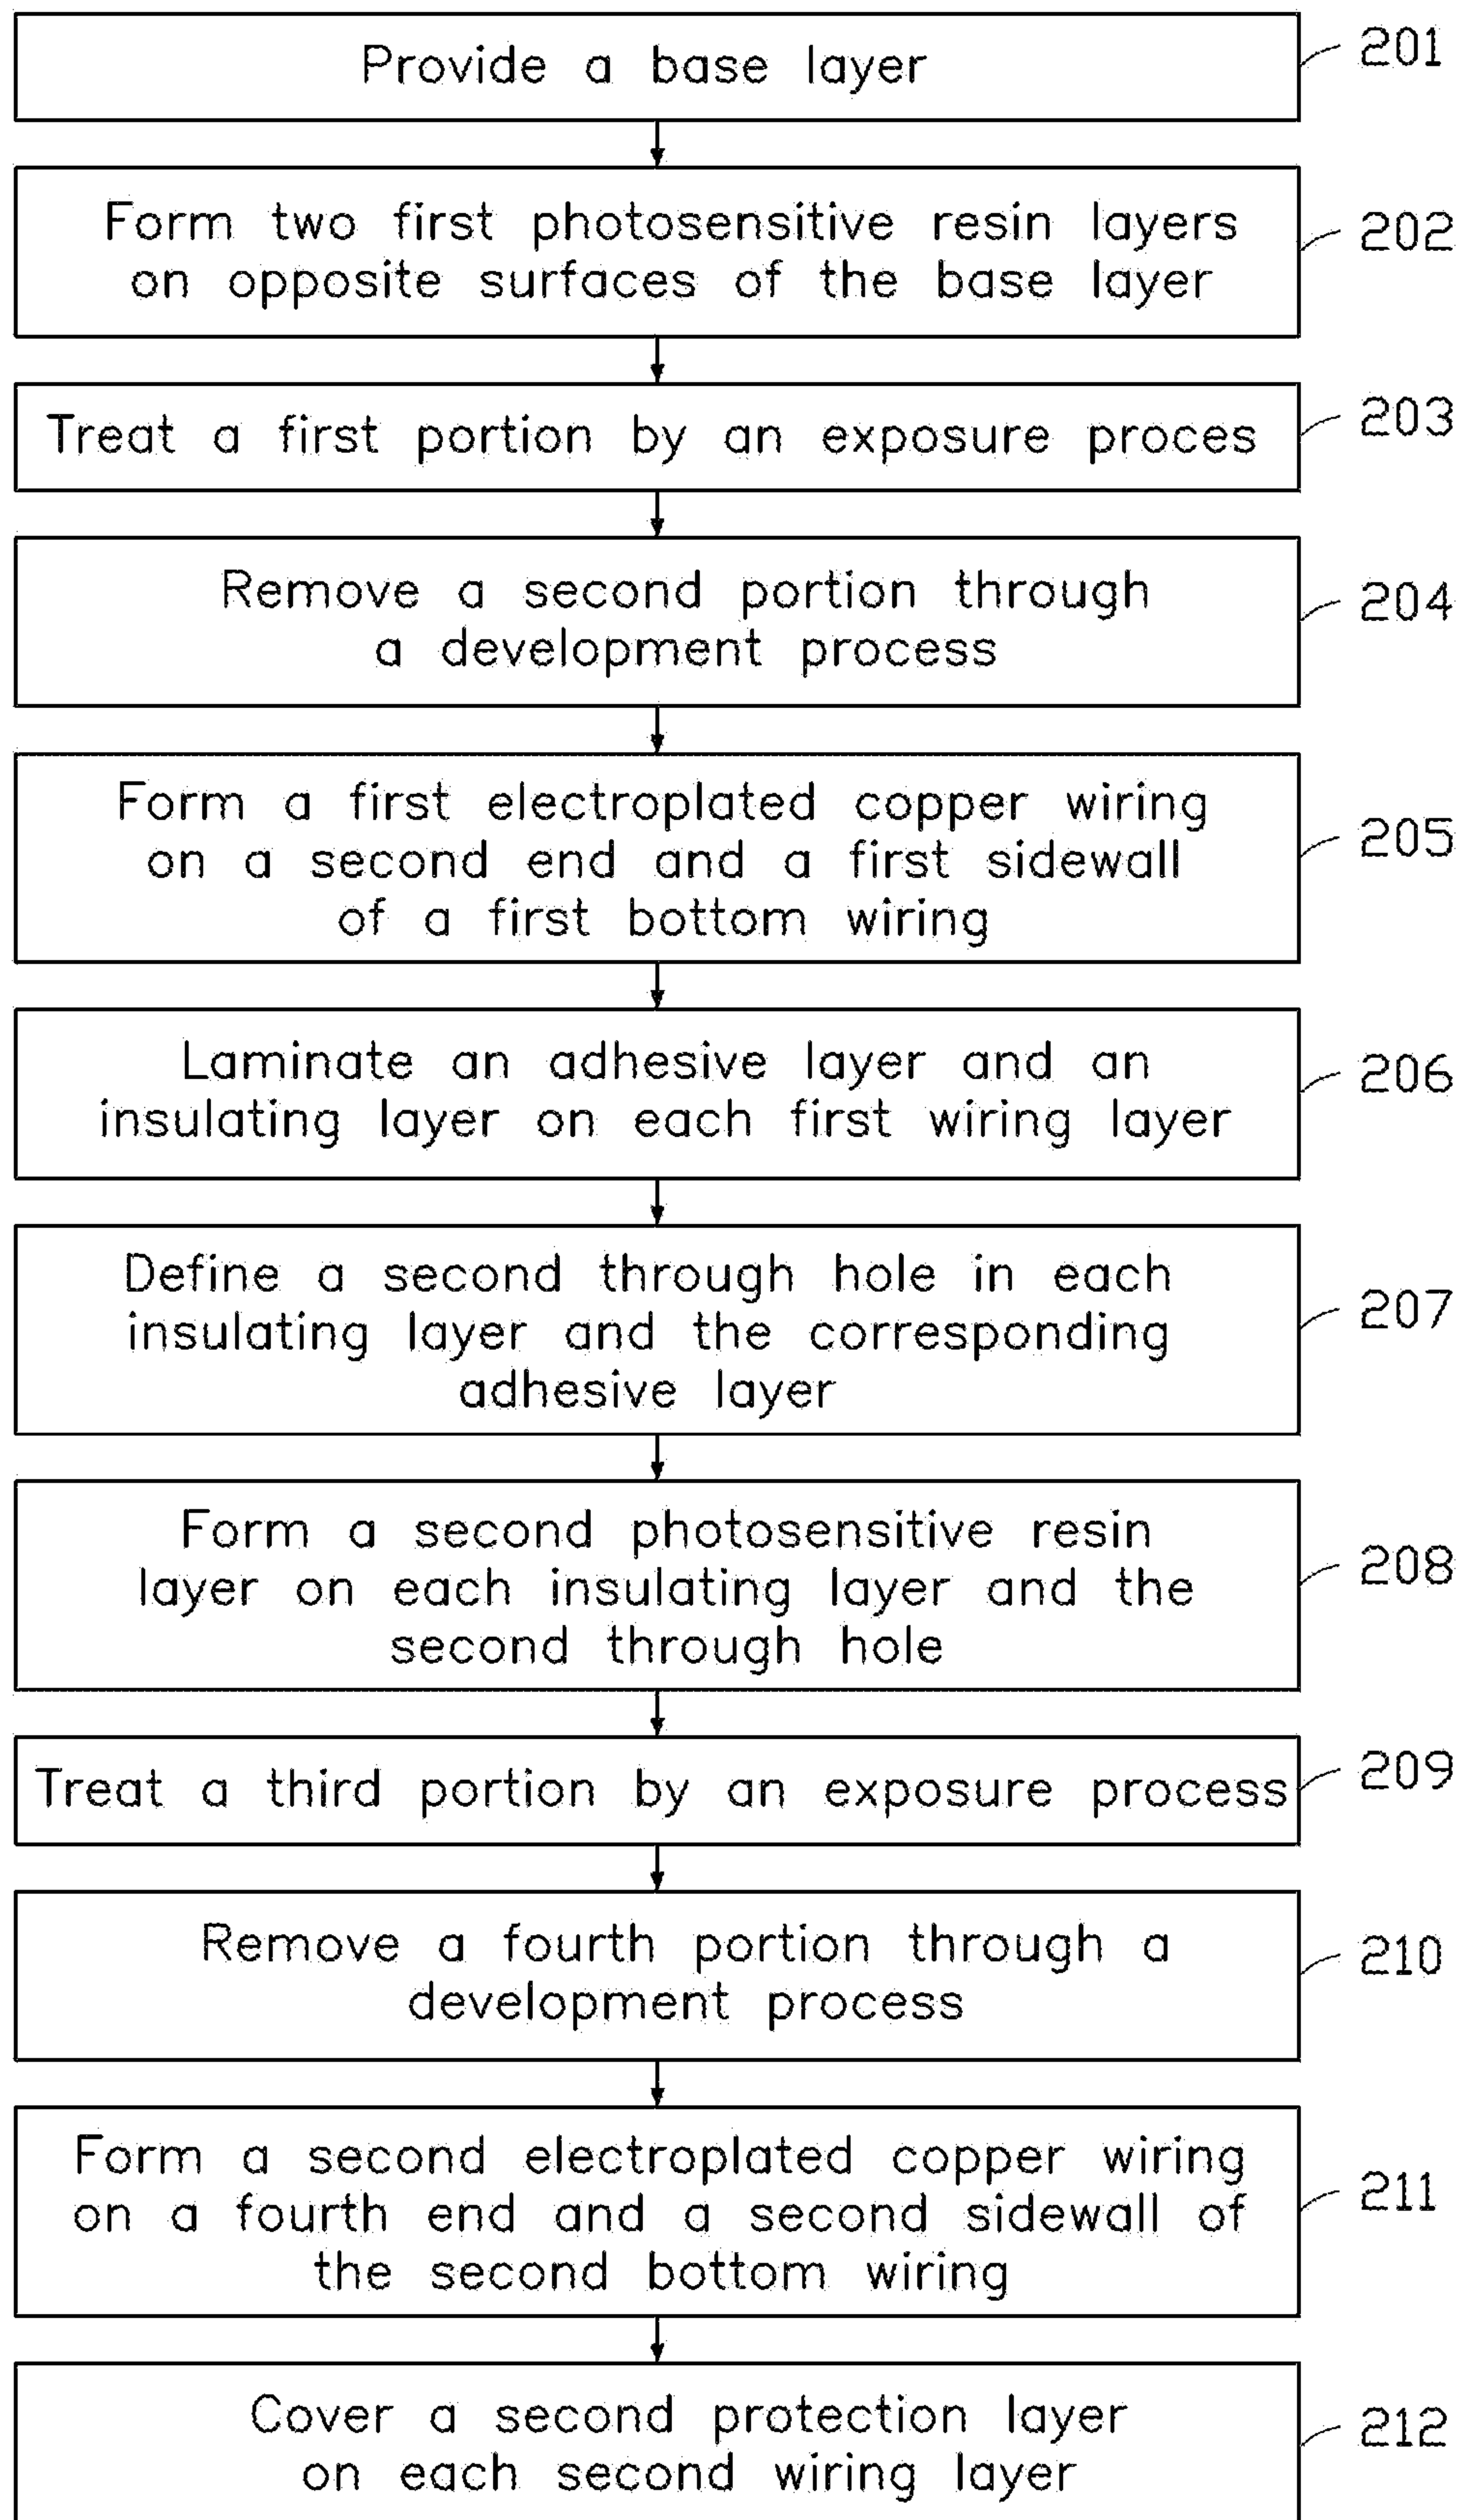 Provide a base layer
201
Form two first photosensitive resin layers
on opposite surfaces of the base layer
202
Treat a first portion by an exposure proces
203
Remove a second portion through
a development process
204
Form a first electroplated copper wiring
on a second end and a first sidewall
of a first bottom wiring
205
Laminate an adhesive layer and an
insulating layer on each first wiring layer
206
Define a second through hole in each
insulating layer and the corresponding
adhesive layer
207
Form a second photosensitive resin
layer on each insulating layer and the
second through hole
208
Treat a third portion by an exposure process
209
Remove a fourth portion through a
development process
210
Form a second electroplated copper wiring
on a fourth end and a second sidewall of
the second bottom wiring
211
Cover a second protection layer
on each second wiring layer
212